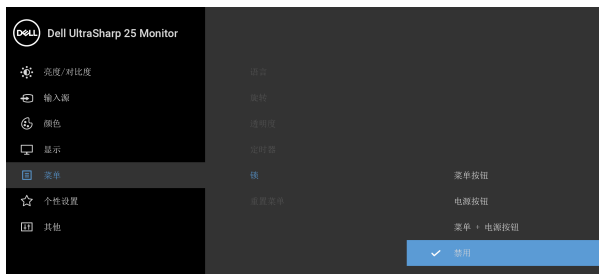 DELL Dell UltraSharp 25 Monitor
亮度/对比度
输入源
颜色
显示
菜单
个性设置
其他
语言
旋转
透明度
定时器
锁
重置菜单
菜单按钮
电源按钮
菜单 + 电源按钮
禁用